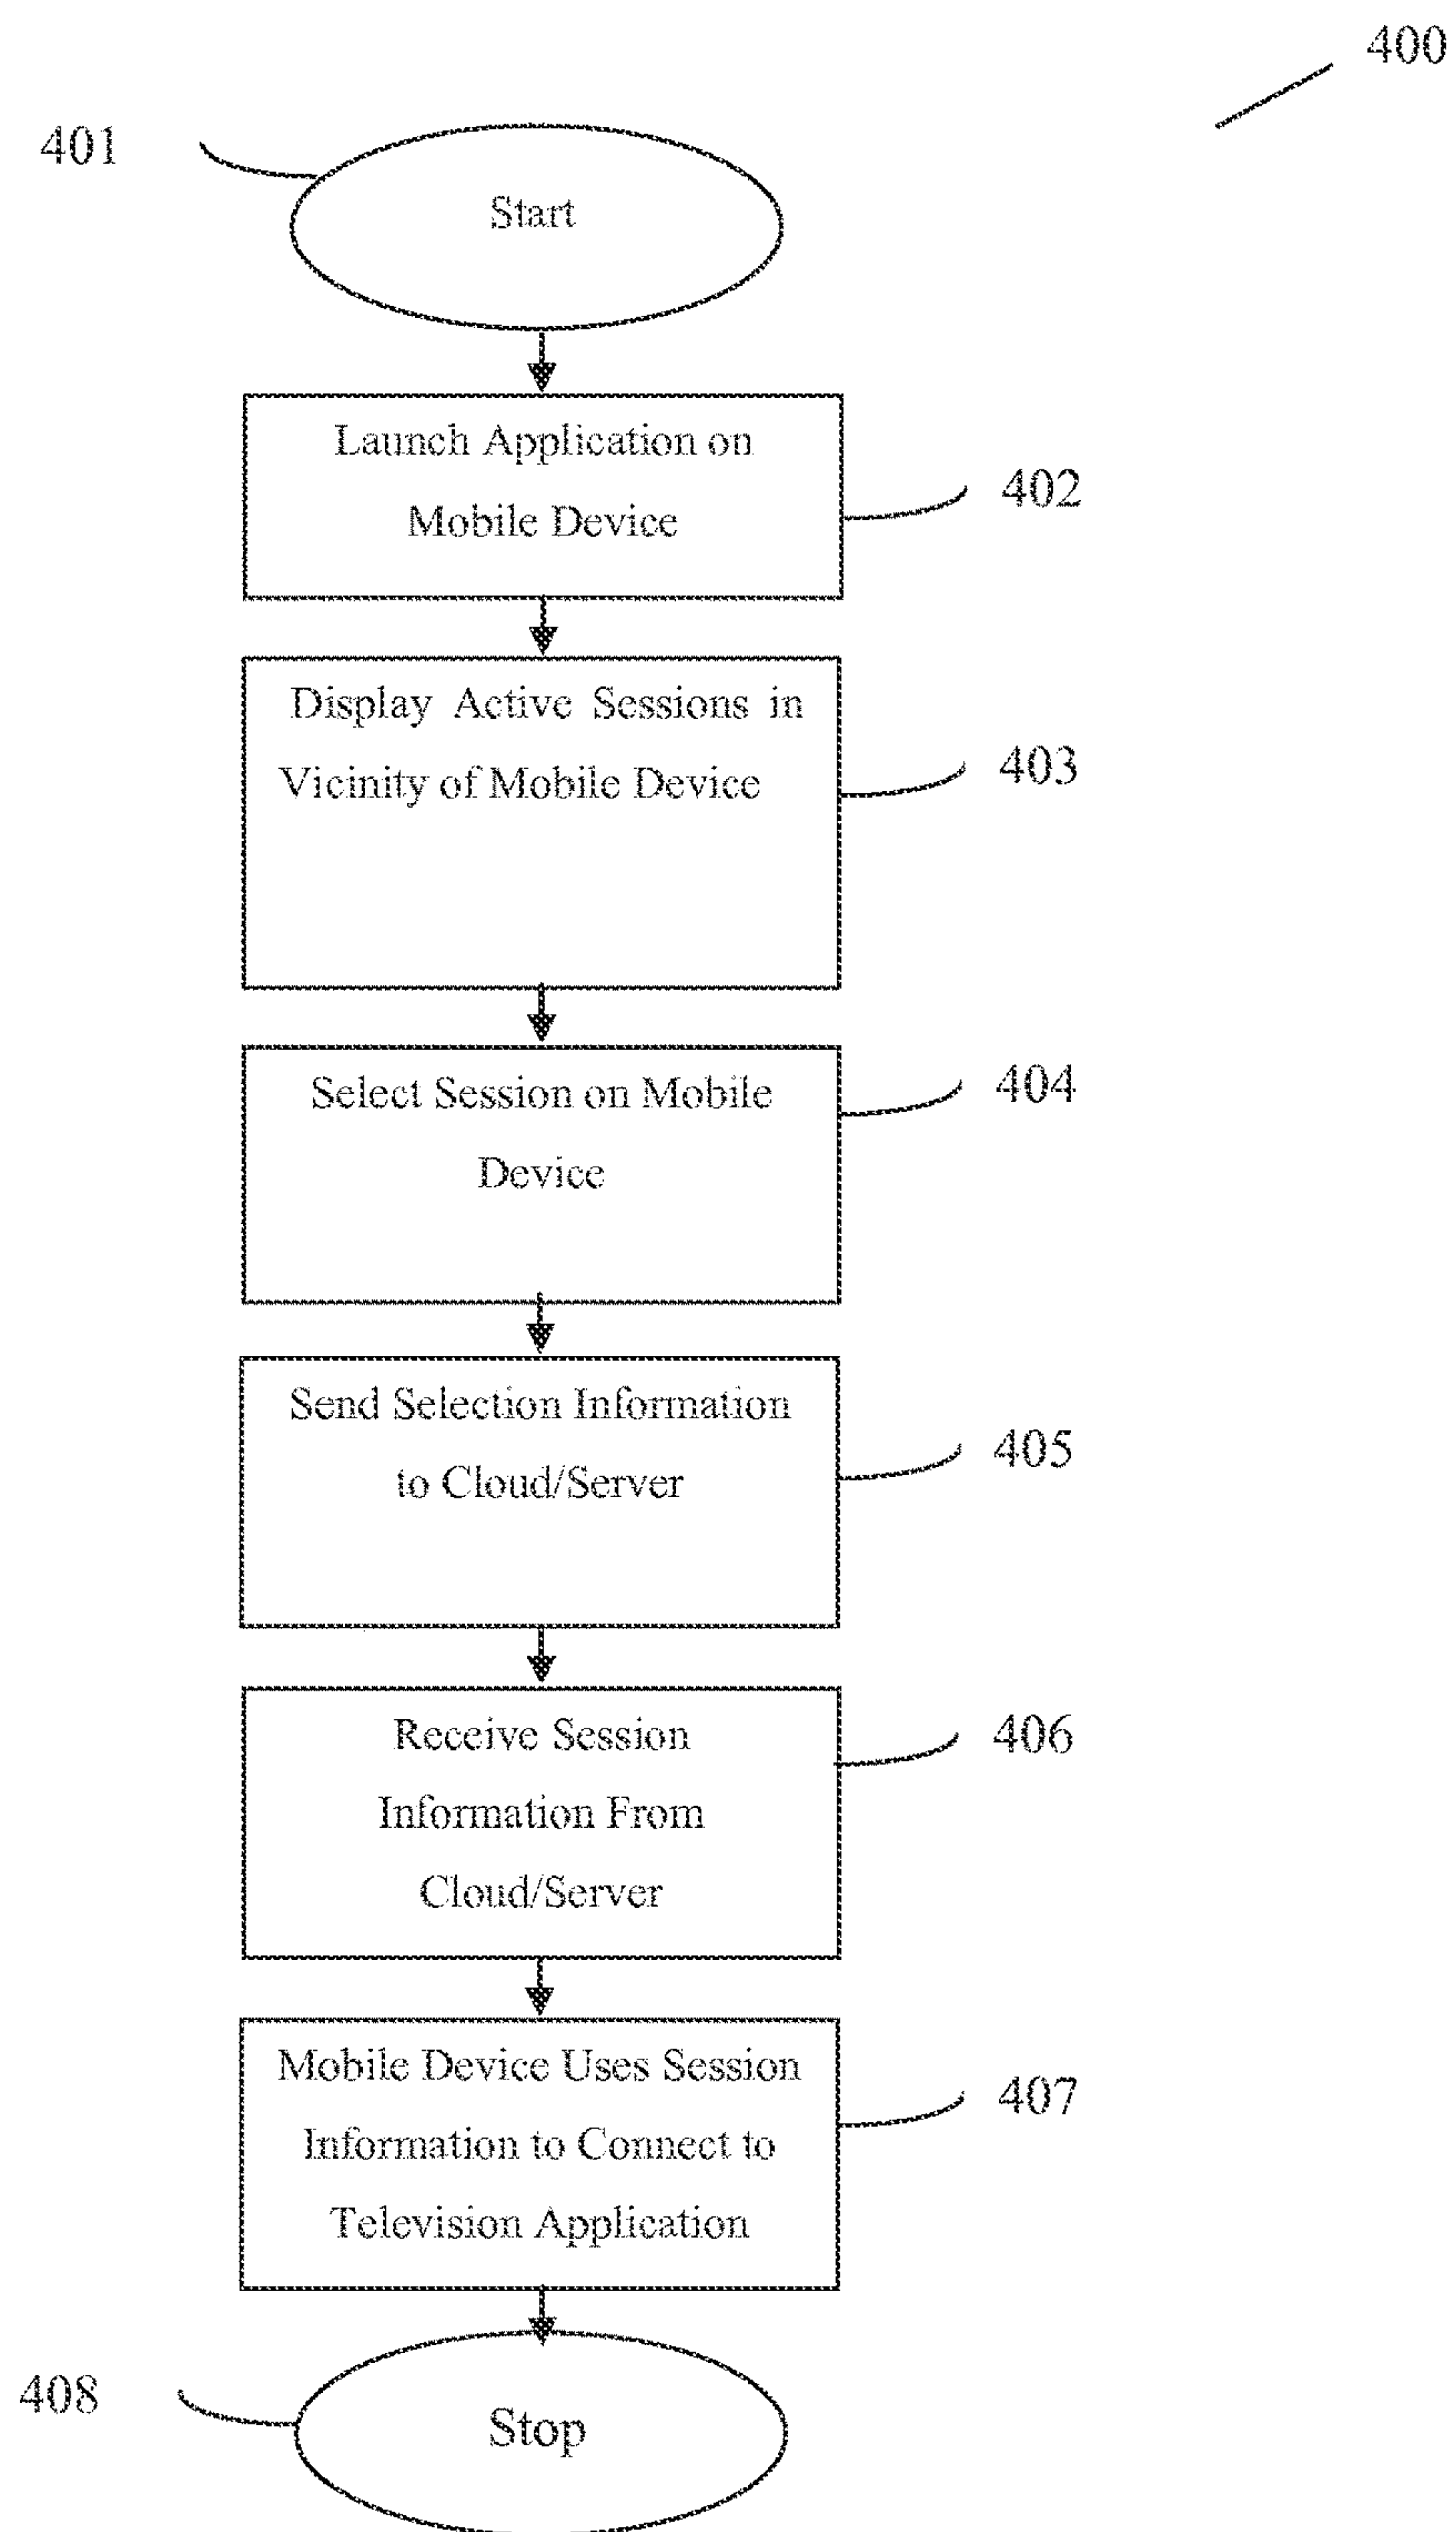 400
401
Start
Launch Application on
Mobile Device
402
Display Active Sessions in
Vicinity of Mobile Device
403
Select Session on Mobile
Device
404
Send Selection Information
to Cloud/Server
405
Receive Session
Information From
Cloud/Server
406
Mobile Device Uses Session
Information to Connect to
Television Application
407
408
Stop